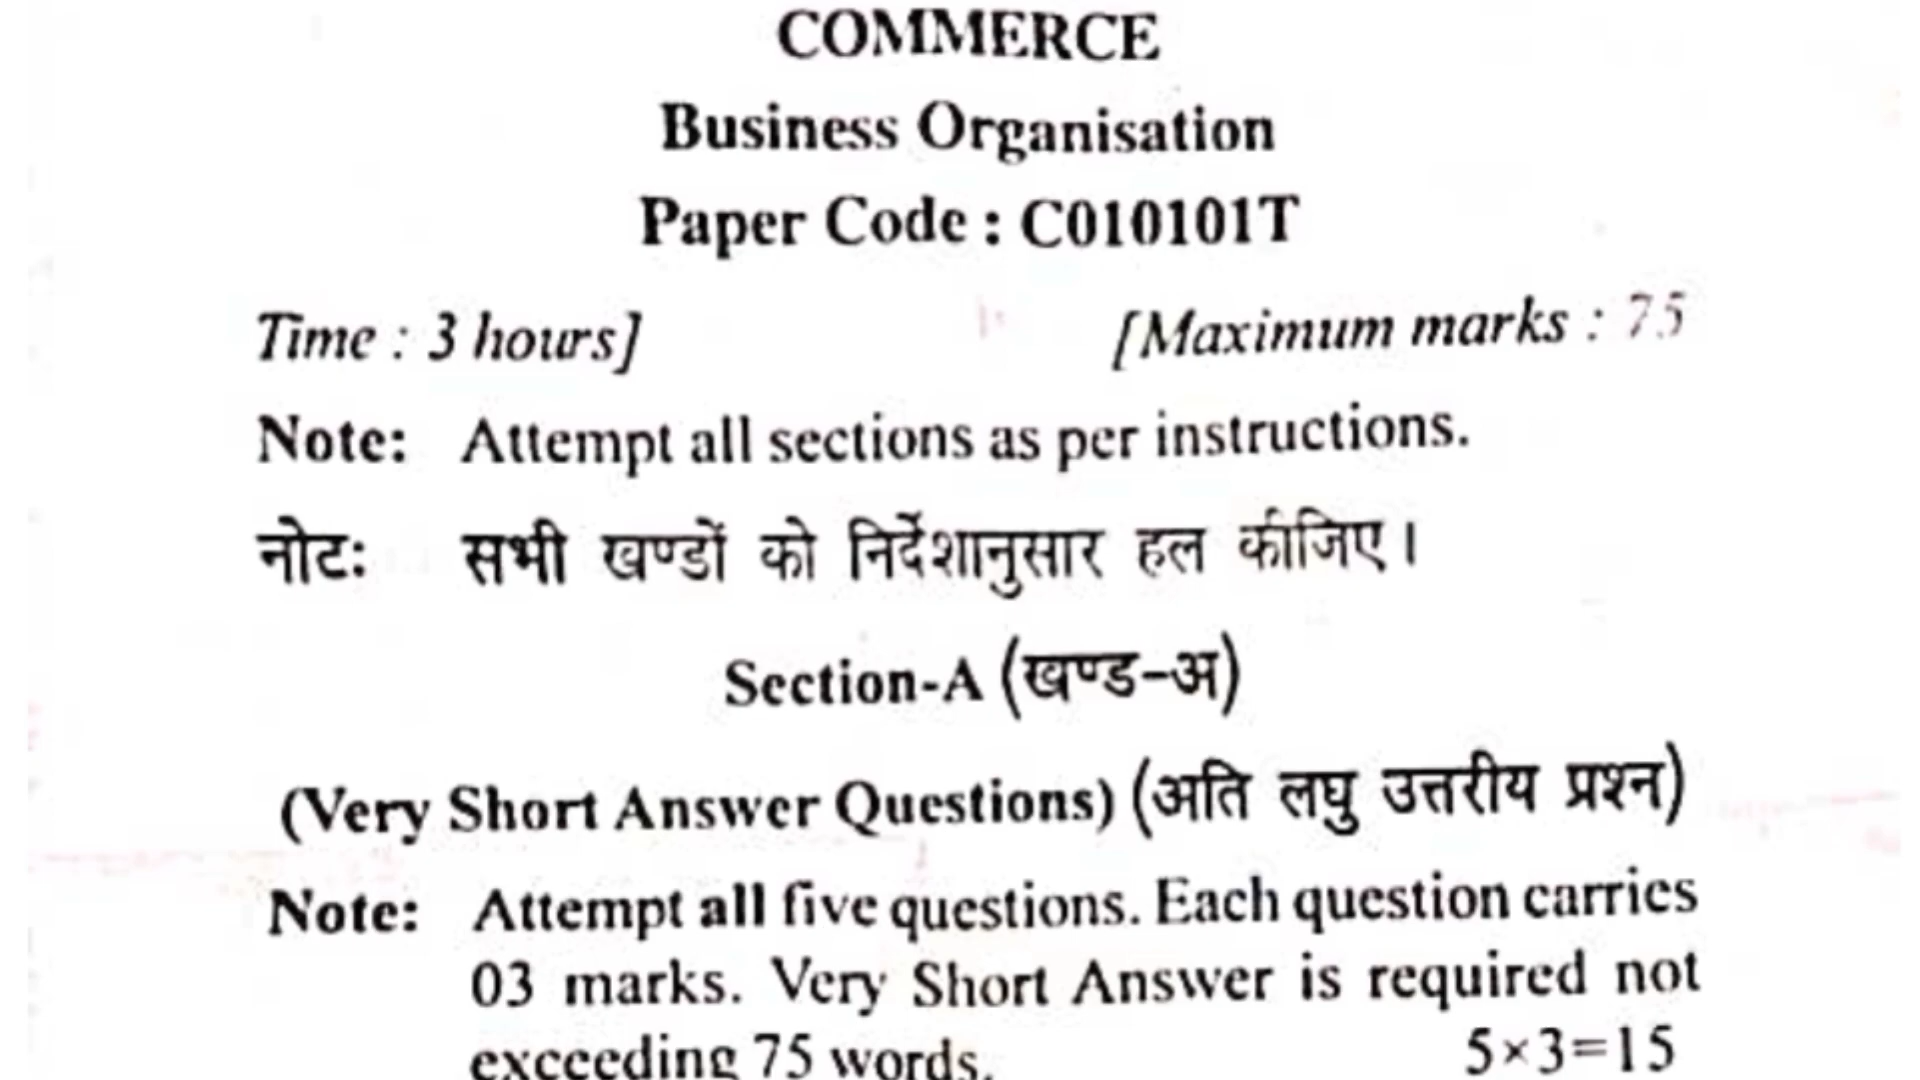 COMMERCE
Business Organisation
Paper Code : C010101T
Time : 3 hours]
[Maximum marks : 75
Note: Attempt all sections as per instructions.
नोटः सभी खण्डों को निर्देशानुसार हल कीजिए।
Section-A (खण्ड-अ)
(Very Short Answer Questions) (अति लघु उत्तरीय प्रश्न)
Note: Attempt all five questions. Each question carries
03 marks. Very Short Answer is required not
exceeding 75 words. 5×3=15